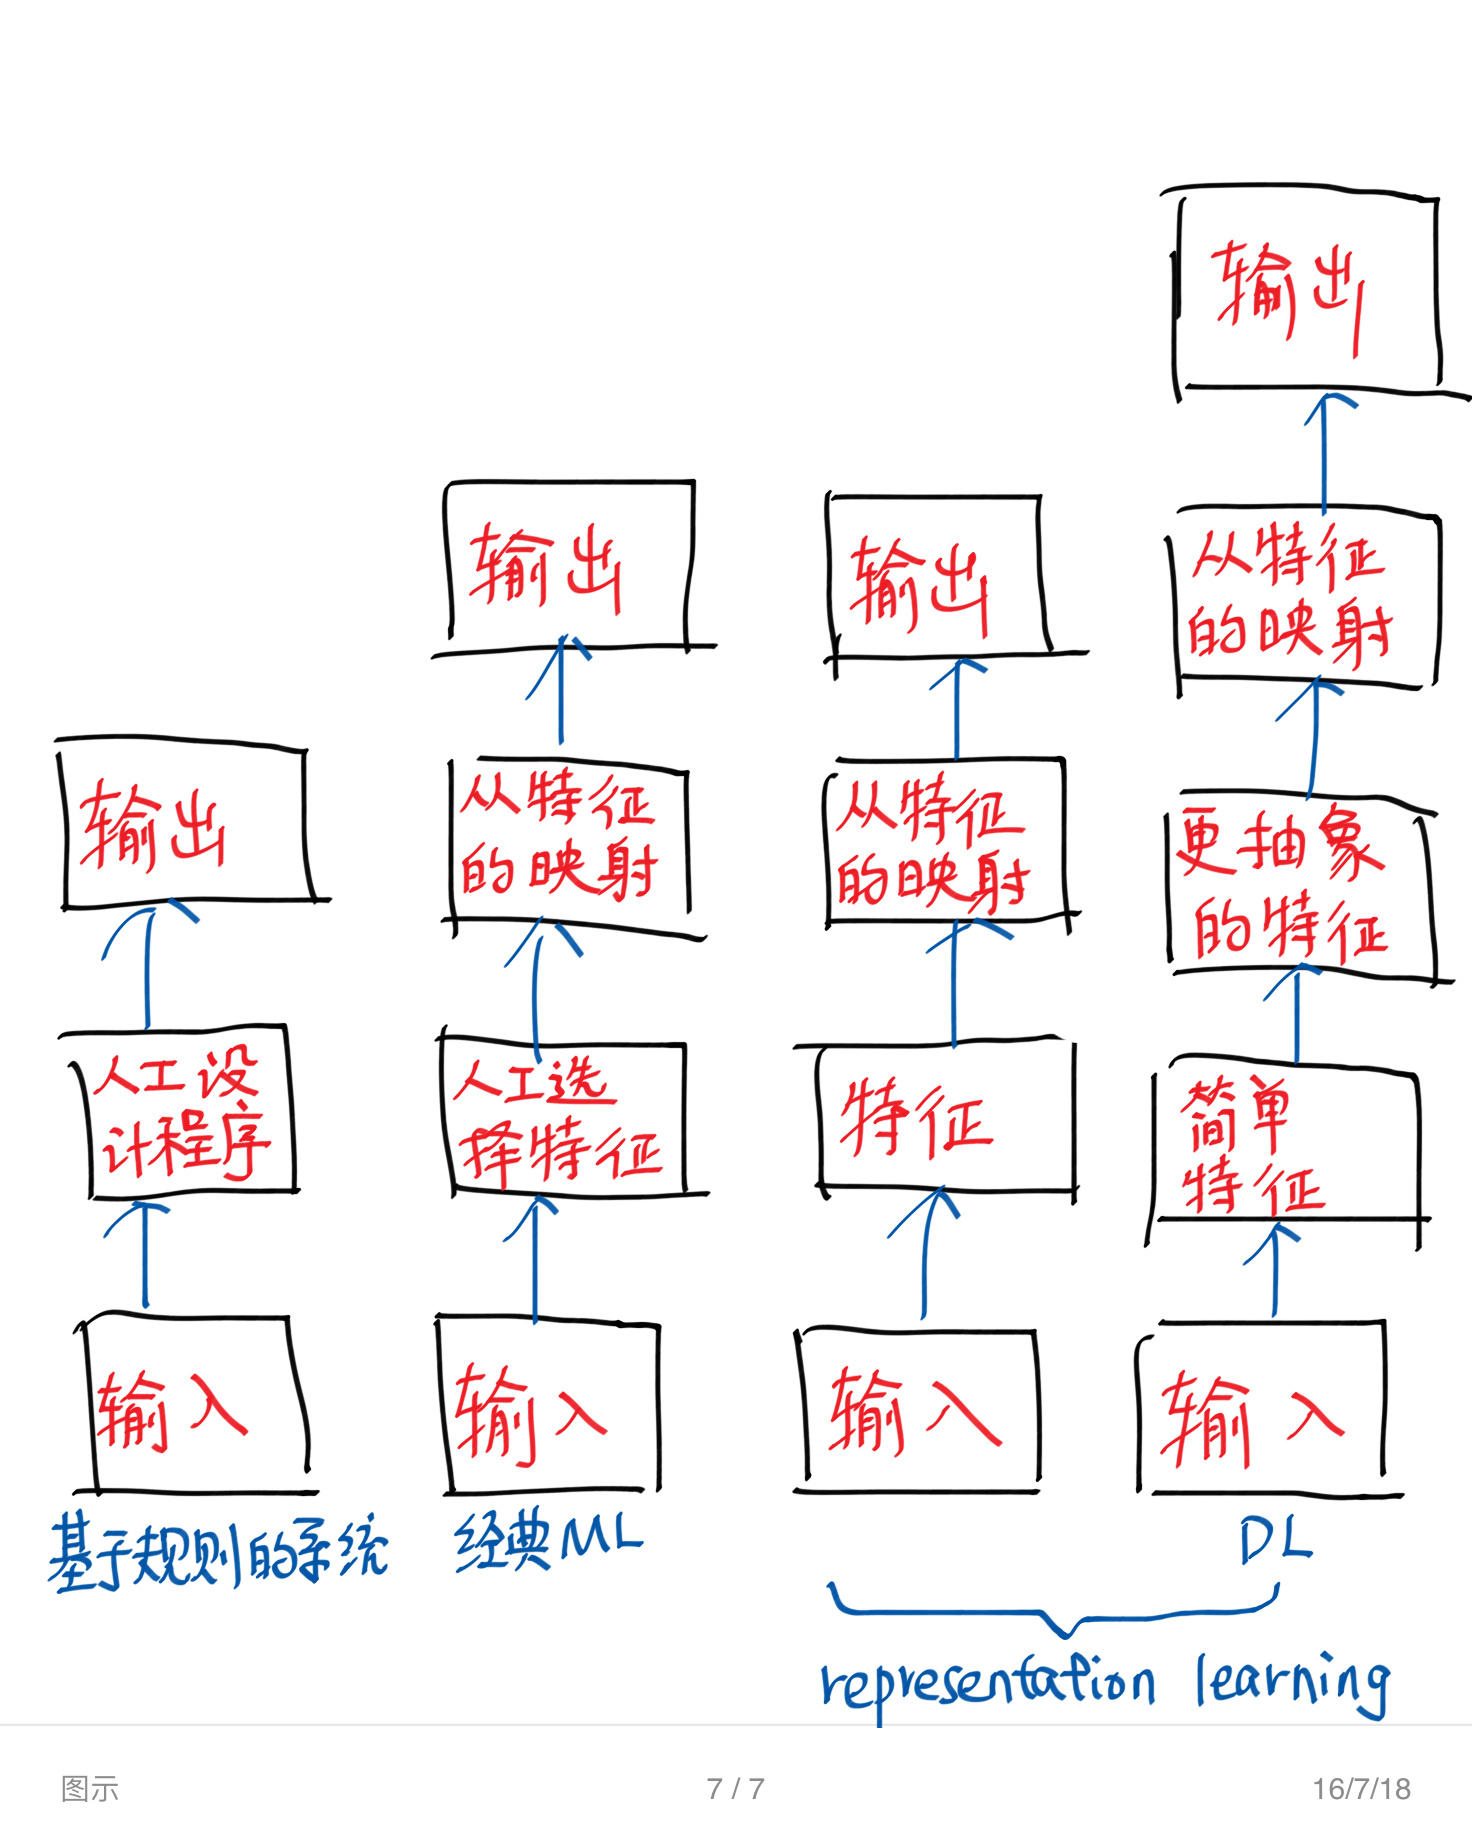 输出
人工设
计程序
输入
基于规则的系统
输出
从特征
的映射
人工选
择特征
输入
经典ML
输出
从特征
的映射
特征
输入
输出
从特征
的映射
更抽象
的特征
简单
特征
输入
DL
representation learning
图示
7 / 7
16/7/18